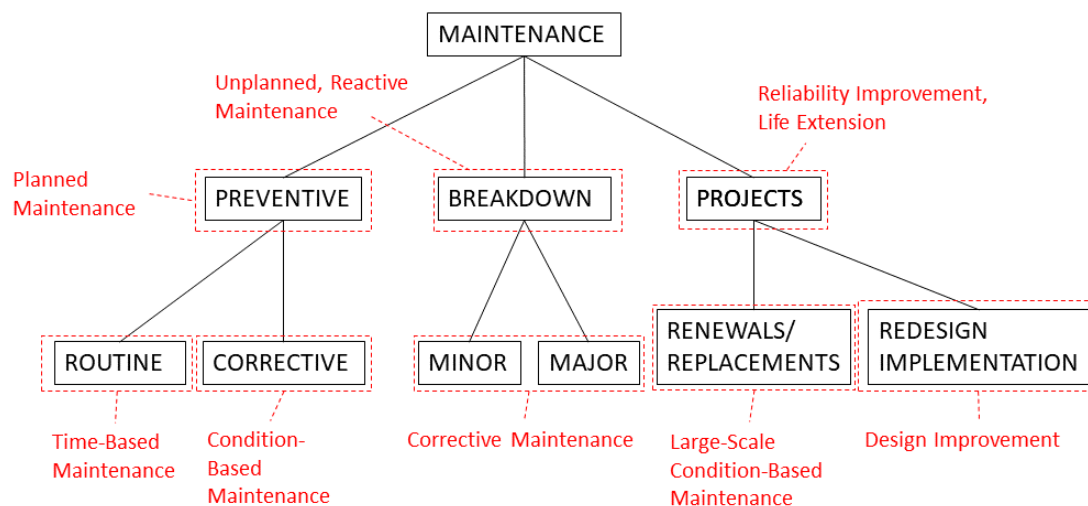 MAINTENANCE
Unplanned, Reactive
Maintenance
Reliability Improvement,
Life Extension
Planned
Maintenance
PREVENTIVE
BREAKDOWN
PROJECTS
ROUTINE
CORRECTIVE
MINOR
MAJOR
RENEWALS/
REPLACEMENTS
REDESIGN
IMPLEMENTATION
Time-Based
Maintenance
Condition-
Based
Maintenance
Corrective Maintenance
Large-Scale
Condition-Based
Maintenance
Design Improvement